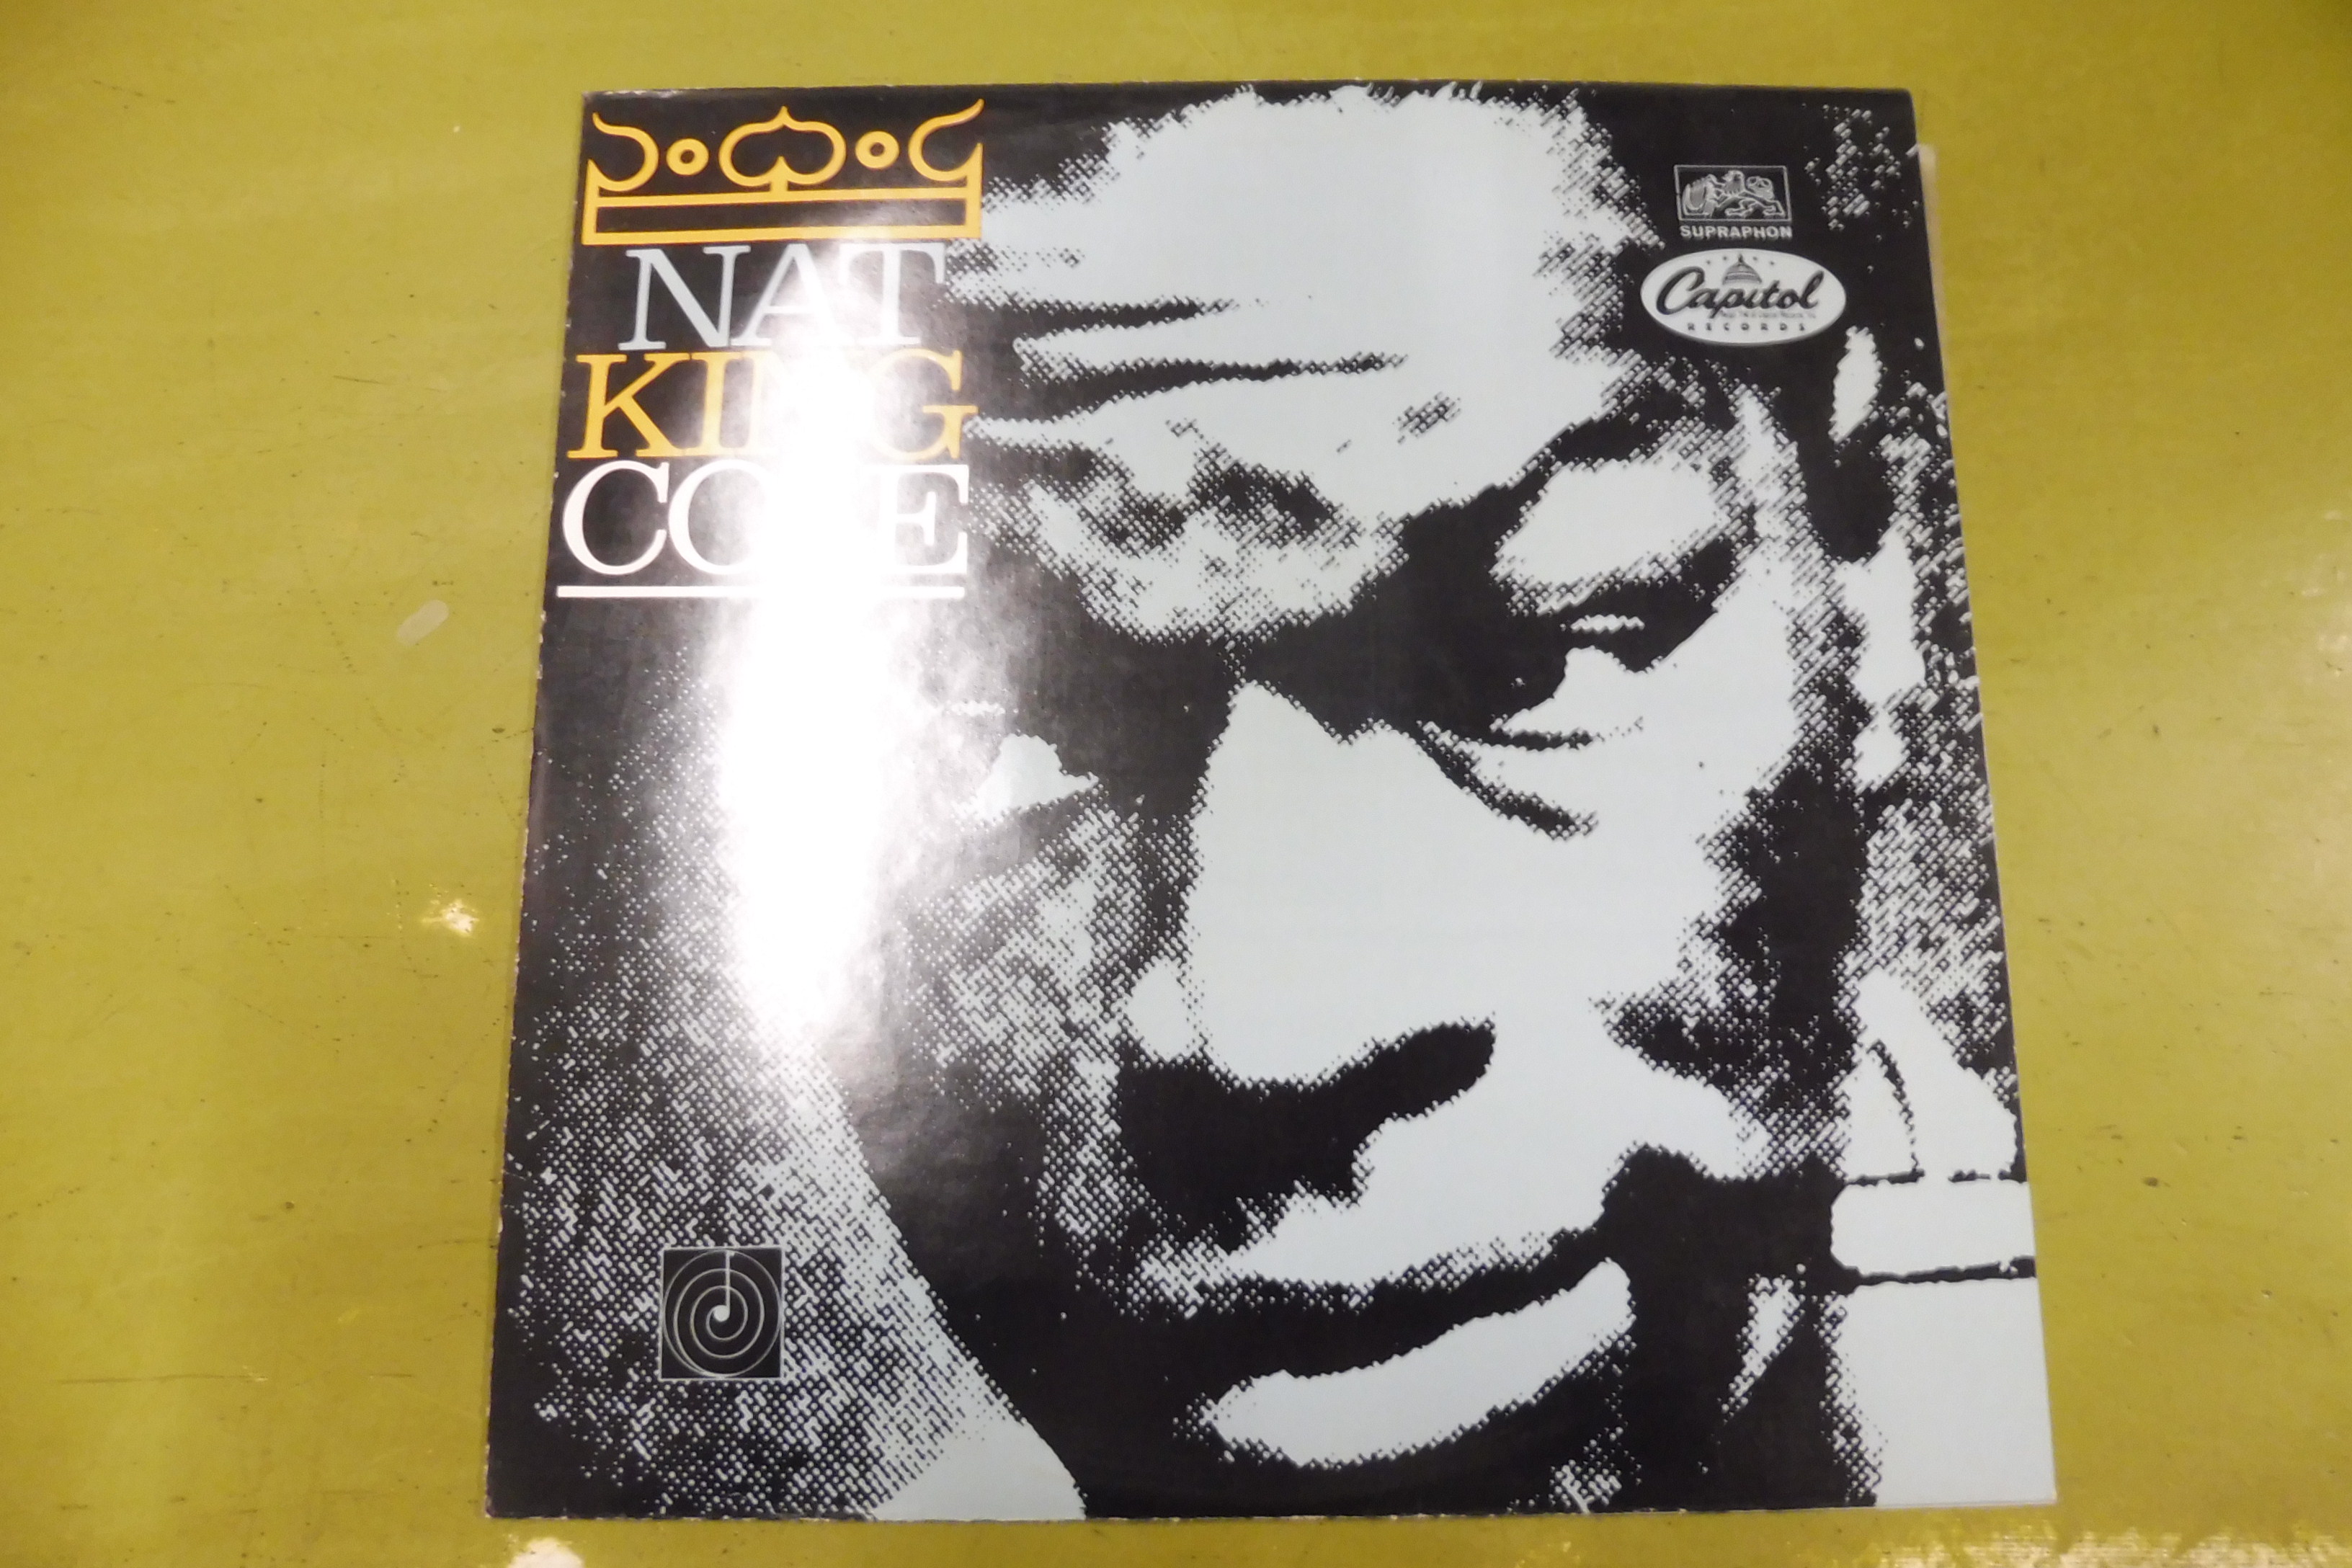 NAT
KING
COLE
SUPRAPHON
Capitol
RECORDS